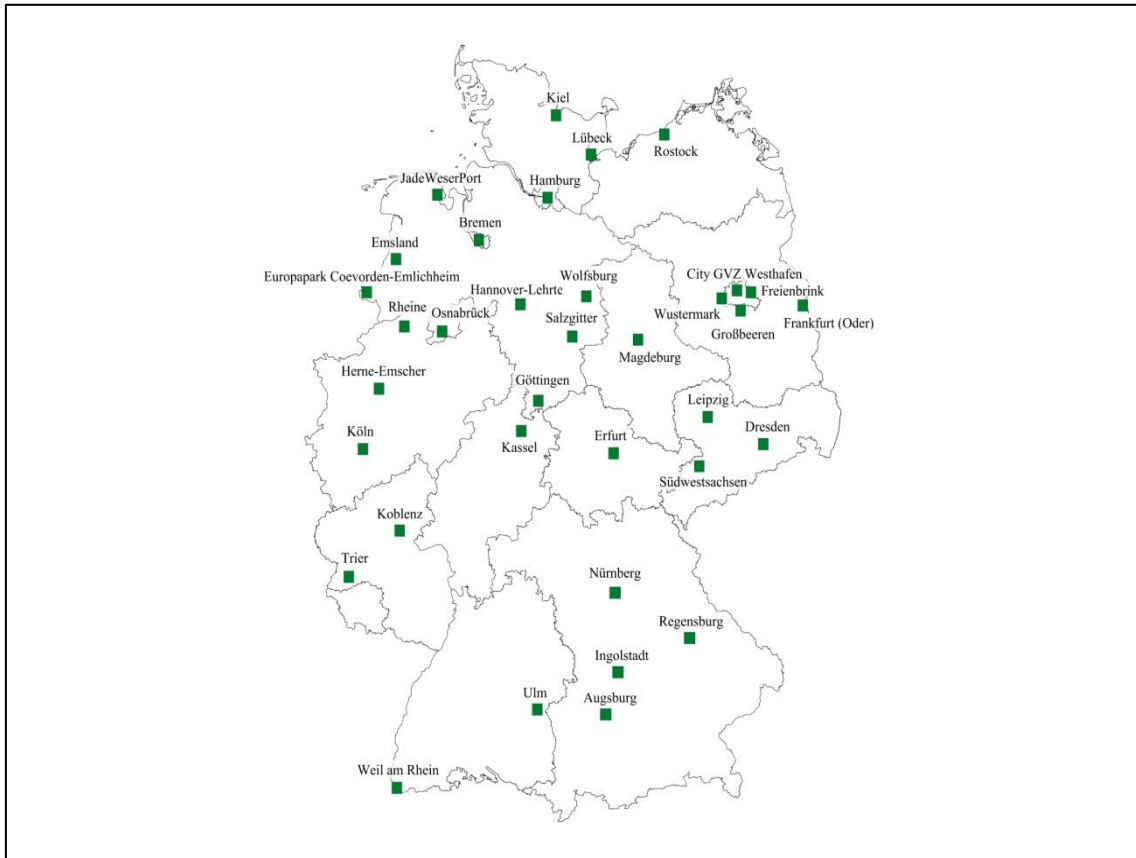 Kiel
Lübeck
Rostock
JadeWeserPort
Hamburg
Bremen
Emsland
Europapark Coevorden-Emlichheim
Hannover-Lehrte
Wolfsburg
City GVZ Westhafen
Freienbrink
Wustermark
Großbeeren
Frankfurt (Oder)
Rheine
Osnabrück
Salzgitter
Magdeburg
Herne-Emscher
Göttingen
Leipzig
Köln
Kassel
Erfurt
Dresden
Südwestsachsen
Koblenz
Trier
Nürnberg
Regensburg
Ingolstadt
Ulm
Augsburg
Weil am Rhein